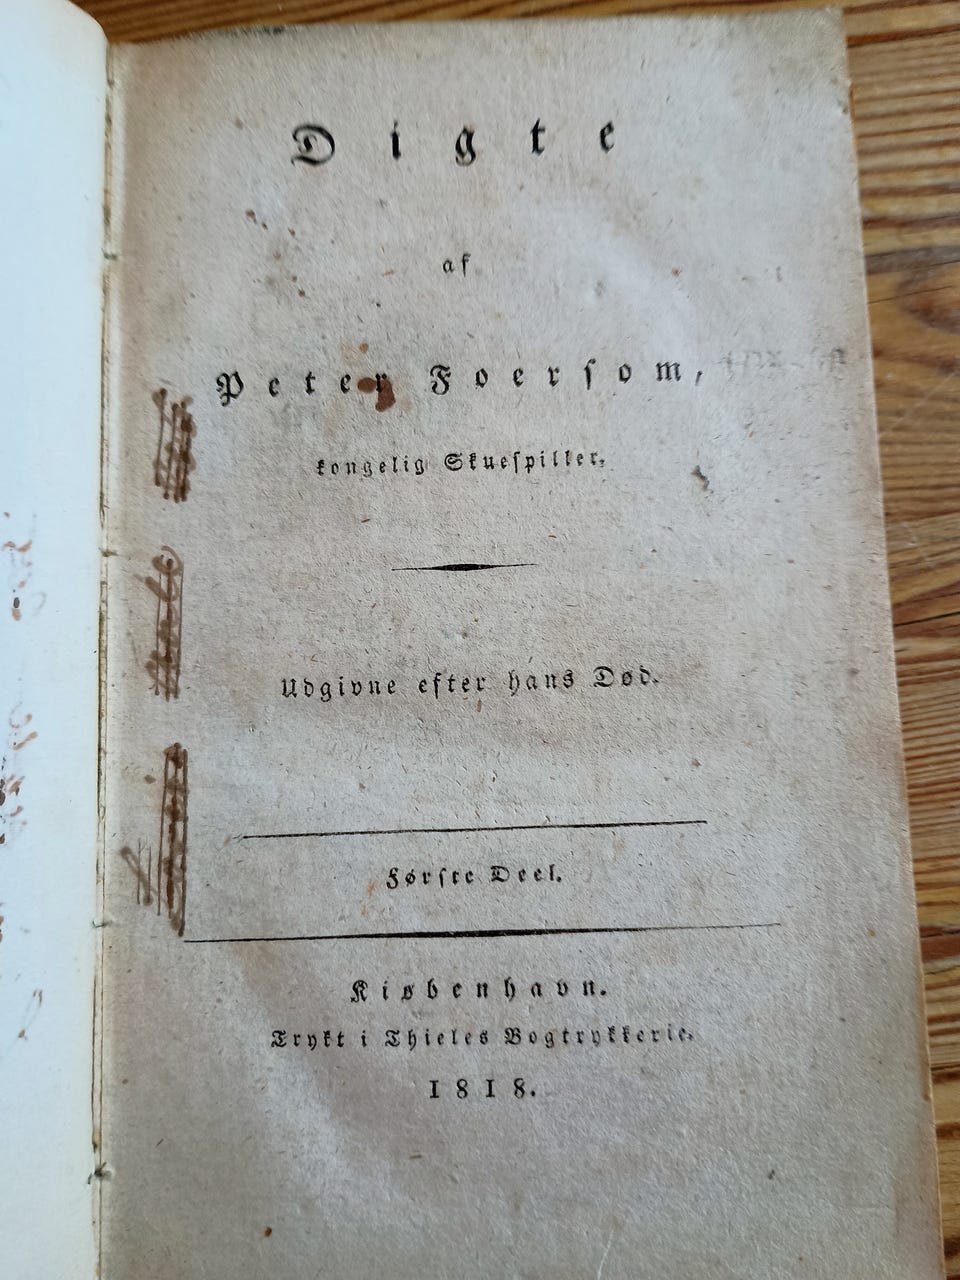 Digte
af
Peter Foersom,
kongelig Skuespiller.
Udgivne efter hans Død.
Første Deel.
Kiøbenhavn.
Trykt i Thieles Bogtrykkerie.
1818.